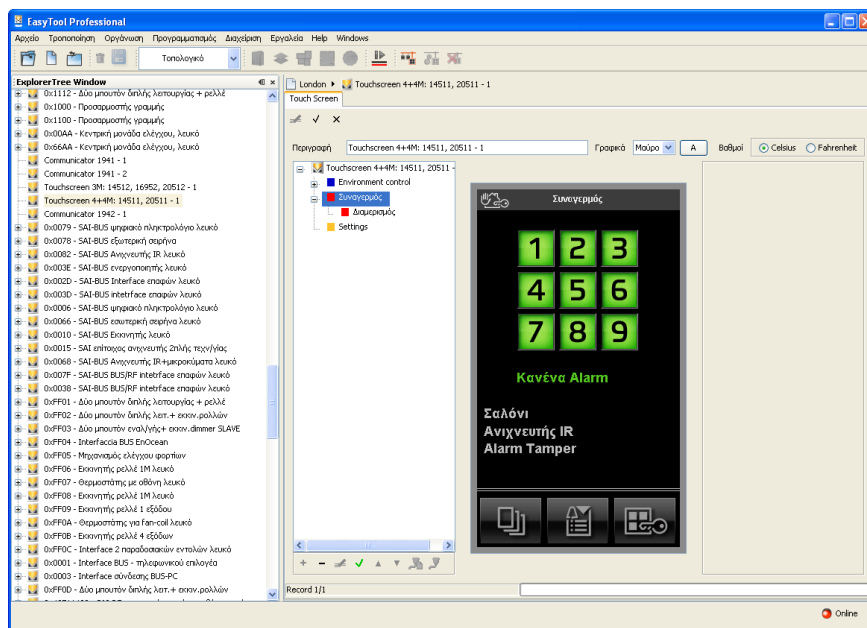 EasyTool Professional
Αρχείο Τροποποίηση Οργάνωση Προγραμματισμός Διαχείριση Εργαλεία Help Windows
Τοπολογικό
ExplorerTree Window
0x1112 - Δύο μπουτόν διπλής λειτουργίας + ρελλέ
0x1000 - Προσαρμοστής γραμμής
0x1100 - Προσαρμοστής γραμμής
0x00AA - Κεντρική μονάδα ελέγχου, λευκό
0x66AA - Κεντρική μονάδα ελέγχου, λευκό
Communicator 1941 - 1
Communicator 1941 - 2
Touchscreen 3M: 14512, 16952, 20512 - 1
Touchscreen 4+4M: 14511, 20511 - 1
Communicator 1942 - 1
0x0079 - SAI-BUS ψηφιακό πληκτρολόγιο λευκό
0x0078 - SAI-BUS εξωτερική σειρήνα
0x0082 - SAI-BUS Ανιχνευτής IR λευκό
0x003E - SAI-BUS ενεργοποιητής λευκό
0x002D - SAI-BUS Interface επαφών λευκό
0x003D - SAI-BUS intetrface επαφών λευκό
0x0006 - SAI-BUS ψηφιακό πληκτρολόγιο λευκό
0x0066 - SAI-BUS εσωτερική σειρήνα λευκό
0x0010 - SAI-BUS Εκκινητής λευκό
0x0015 - SAI επίτοιχος ανιχνευτής 2πλής τεχν/γίας
0x0068 - SAI-BUS Ανιχνευτής IR+μικροκύματα λευκό
0x007F - SAI-BUS BUS/RF intetrface επαφών λευκό
0x0038 - SAI-BUS BUS/RF intetrface επαφών λευκό
0xFF01 - Δύο μπουτόν διπλής λειτουργίας + ρελλέ
0xFF02 - Δύο μπουτόν διπλής λειτ.+ εκκιν.ρολλών
0xFF03 - Δύο μπουτόν εναλ/γής+ εκκιν.dimmer SLAVE
0xFF04 - Interfaccia BUS EnOcean
0xFF05 - Μηχανισμός ελέγχου φορτίων
0xFF06 - Εκκινητής ρελλέ 1M λευκό
0xFF07 - Θερμοστάτης με οθόνη λευκό
0xFF08 - Εκκινητής ρελλέ 1M λευκό
0xFF09 - Εκκινητής ρελλέ 1 εξόδου
0xFF0A - Θερμοστάτης για fan-coil λευκό
0xFF0B - Εκκινητής ρελλέ 4 εξόδων
0xFF0C - Interface 2 παραδοσιακών εντολών λευκό
0x0001 - Interface BUS - τηλεφωνικού επιλογέα
0x0003 - Interface σύνδεσης BUS-PC
0xFF0D - Δύο μπουτόν διπλής λειτ.+ εκκιν.ρολλών
London Touchscreen 4+4M: 14511, 20511 - 1
Touch Screen
Περιγραφή Touchscreen 4+4M: 14511, 20511 - 1 Γραφικά Μαύρο A Βαθμοί Celsius Fahrenheit
Touchscreen 4+4M: 14511, 20511 -
Environment control
Συναγερμός
Διαμερισμός
Settings
Συναγερμός
1 2 3
4 5 6
7 8 9
Κανένα Alarm
Σαλόνι
Ανιχνευτής IR
Alarm Tamper
Record 1/1
Online